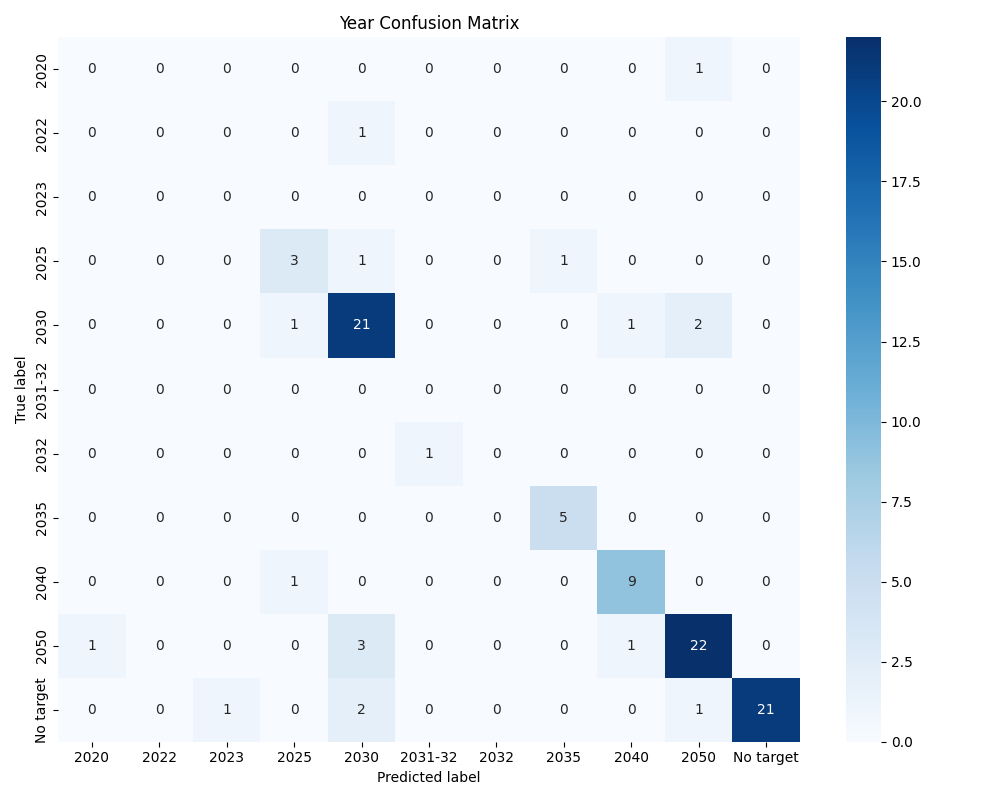 Year Confusion Matrix
2020 0 0 0 0 0 0 0 0 0 1 0
2022 0 0 0 0 1 0 0 0 0 0 0
2023 0 0 0 0 0 0 0 0 0 0 0
2025 0 0 0 3 1 0 0 1 0 0 0
2030 0 0 0 1 21 0 0 0 1 2 0
2031-32 0 0 0 0 0 0 0 0 0 0 0
2032 0 0 0 0 0 1 0 0 0 0 0
2035 0 0 0 0 0 0 0 5 0 0 0
2040 0 0 0 1 0 0 0 0 9 0 0
2050 1 0 0 0 3 0 0 0 1 22 0
No target 0 0 1 0 2 0 0 0 0 1 21
True label
2020 2022 2023 2025 2030 2031-32 2032 2035 2040 2050 No target
Predicted label
20.0
17.5
15.0
12.5
10.0
7.5
5.0
2.5
0.0